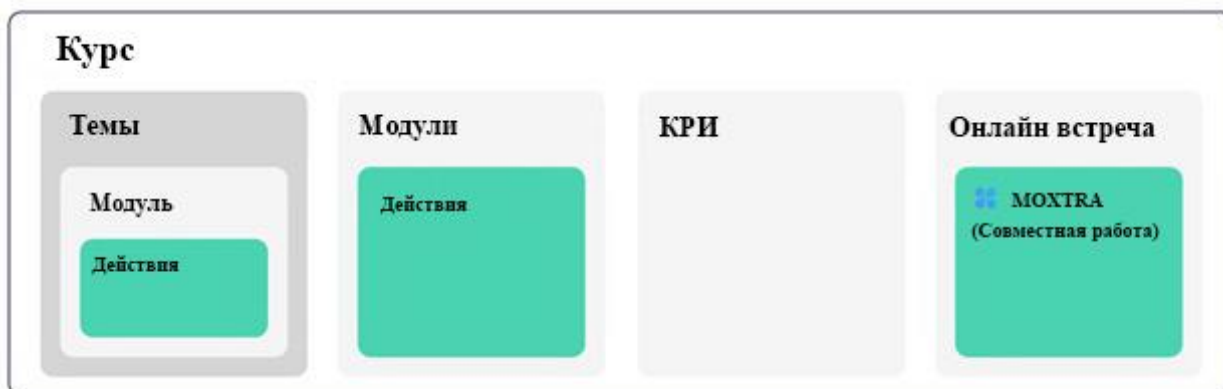 Курс
Темы
Модуль
Действия
Модули
Действия
КРИ
Онлайн встреча
MOXTRA
(Совместная работа)